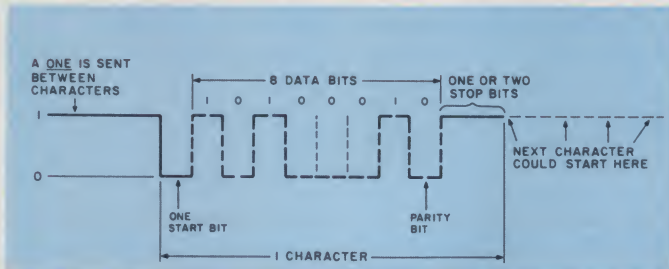 A ONE IS SENT
BETWEEN
CHARACTERS
8 DATA BITS
ONE OR TWO
STOP BITS
1 0 1 0 0 0 1 0
1
0
NEXT CHARACTER
COULD START HERE
ONE
START BIT
PARITY
BIT
1 CHARACTER